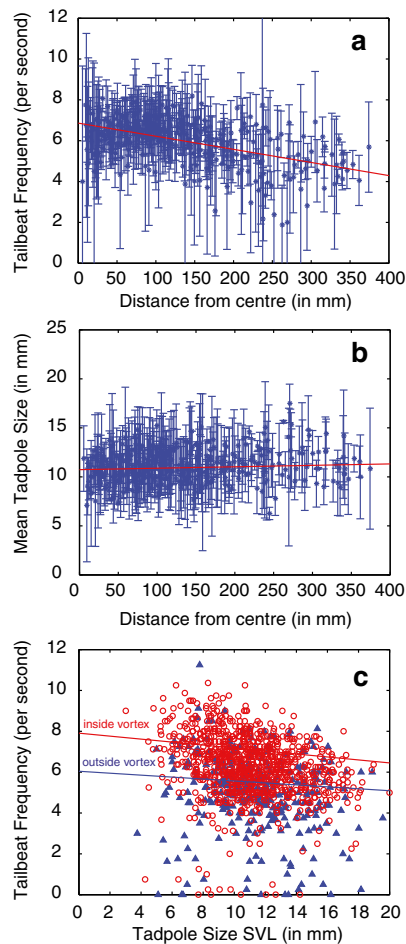 a
12
10
8
6
4
2
0
Tailbeat Frequency (per second)
0 50 100 150 200 250 300 350 400
Distance from centre (in mm)
b
25
20
15
10
5
0
Mean Tadpole Size (in mm)
0 50 100 150 200 250 300 350 400
Distance from centre (in mm)
c
12
10
8
6
4
2
0
Tailbeat Frequency (per second)
inside vortex
outside vortex
0 2 4 6 8 10 12 14 16 18 20
Tadpole Size SVL (in mm)